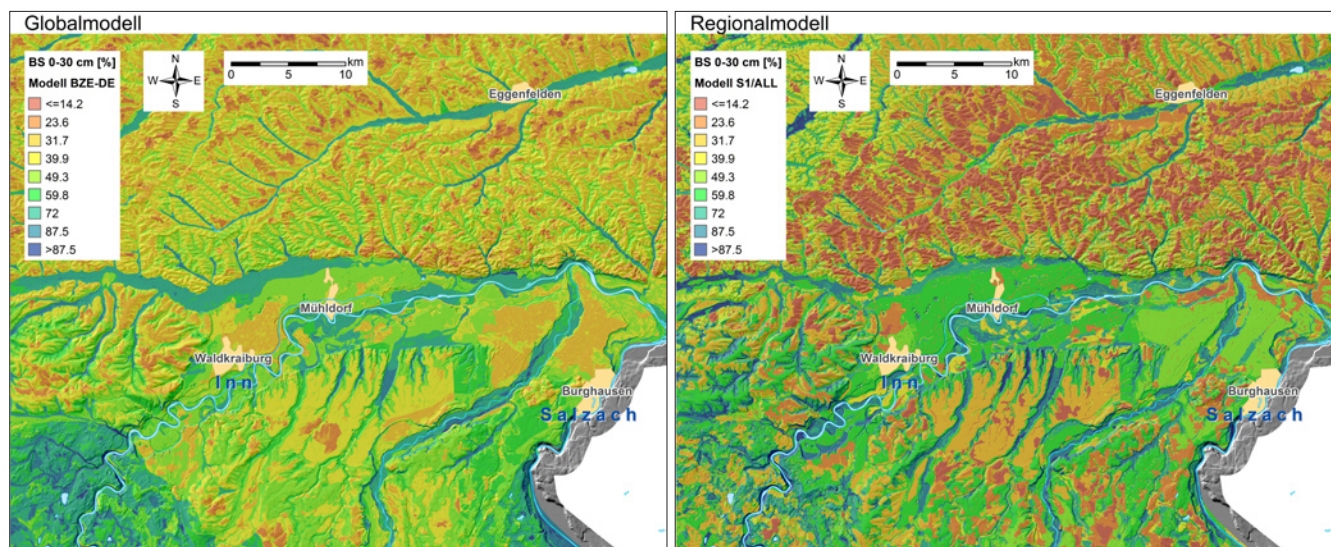 Globalmodell
BS 0-30 cm [%]
Modell BZE-DE
<=14.2
23.6
31.7
39.9
49.3
59.8
72
87.5
>87.5
N
W E
S
km
0 5 10
Eggenfelden
Mühldorf
Waldkraiburg
Inn
Burghausen
Salzach
Regionalmodell
BS 0-30 cm [%]
Modell S1/ALL
<=14.2
23.6
31.7
39.9
49.3
59.8
72
87.5
>87.5
N
W E
S
km
0 5 10
Eggenfelden
Mühldorf
Waldkraiburg
Inn
Burghausen
Salzach